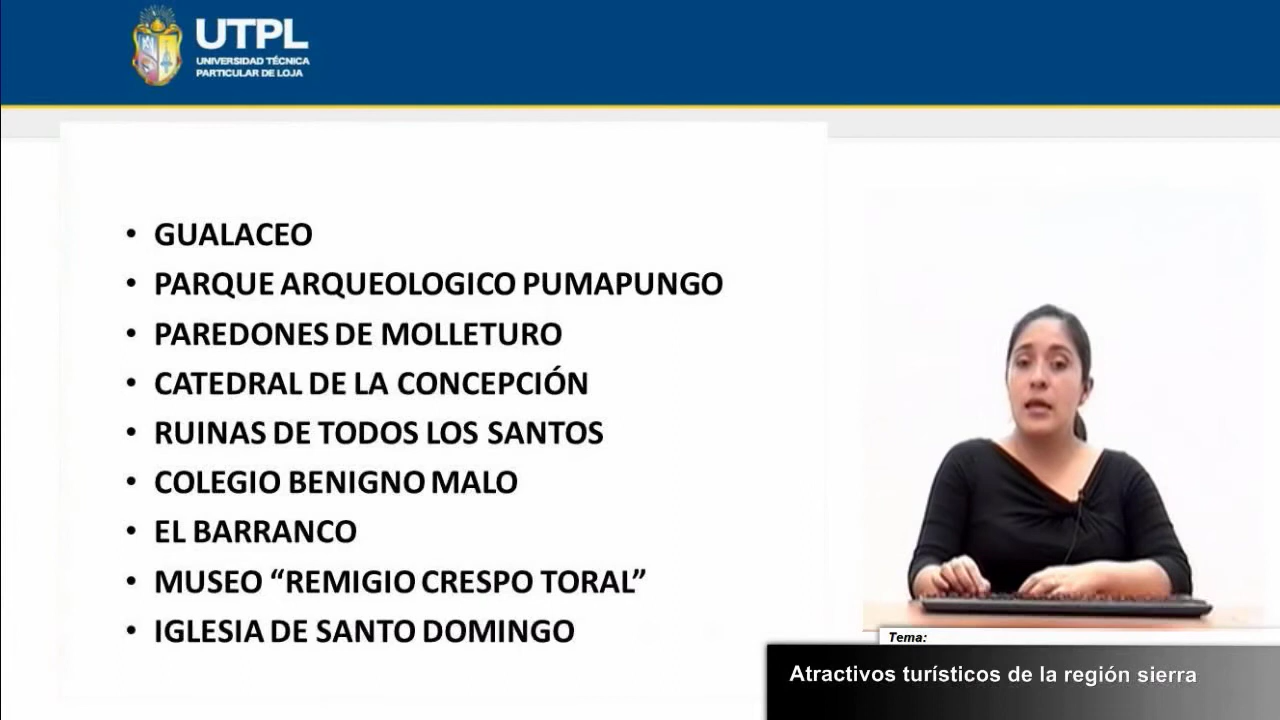 UTPL
UNIVERSIDAD TÉCNICA
PARTICULAR DE LOJA
• GUALACEO
• PARQUE ARQUEOLOGICO PUMAPUNGO
• PAREDONES DE MOLLETURO
• CATEDRAL DE LA CONCEPCIÓN
• RUINAS DE TODOS LOS SANTOS
• COLEGIO BENIGNO MALO
• EL BARRANCO
• MUSEO “REMIGIO CRESPO TORAL”
• IGLESIA DE SANTO DOMINGO
Tema:
Atractivos turísticos de la región sierra